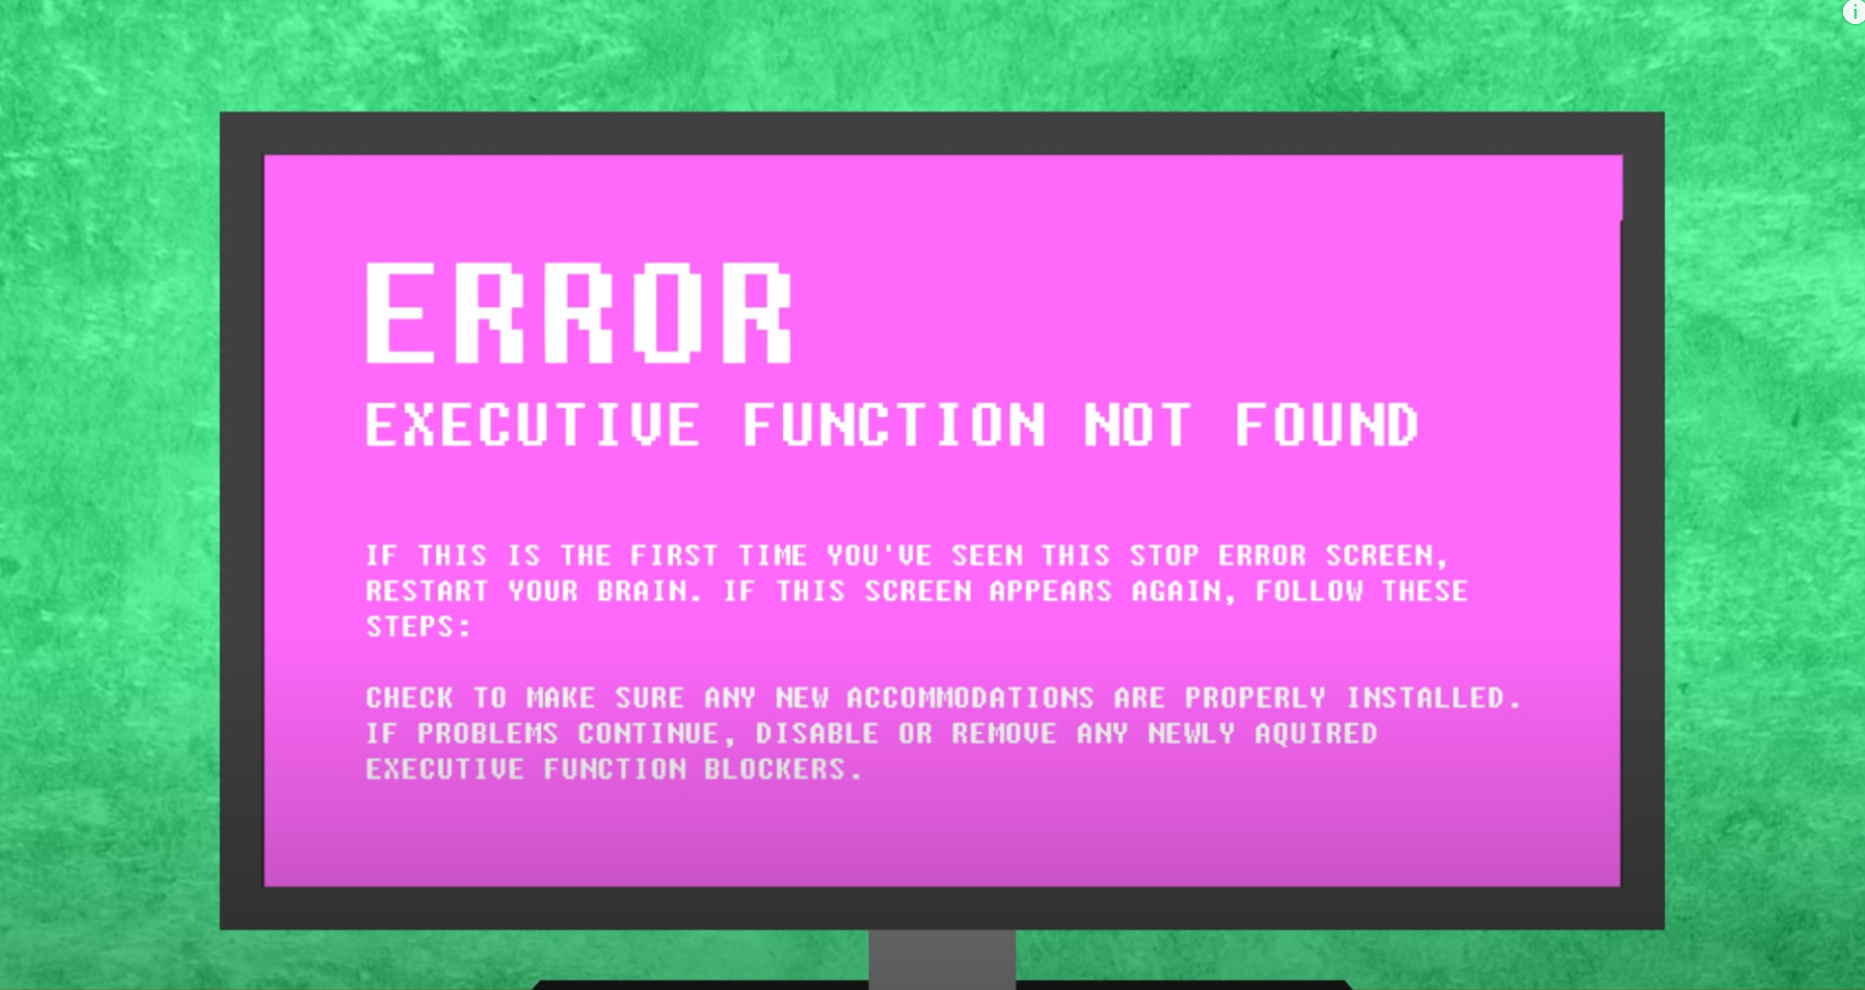 ERROR
EXECUTIVE FUNCTION NOT FOUND
IF THIS IS THE FIRST TIME YOU'VE SEEN THIS STOP ERROR SCREEN,
RESTART YOUR BRAIN. IF THIS SCREEN APPEARS AGAIN, FOLLOW THESE
STEPS:
CHECK TO MAKE SURE ANY NEW ACCOMMODATIONS ARE PROPERLY INSTALLED.
IF PROBLEMS CONTINUE, DISABLE OR REMOVE ANY NEWLY AQUIRED
EXECUTIVE FUNCTION BLOCKERS.